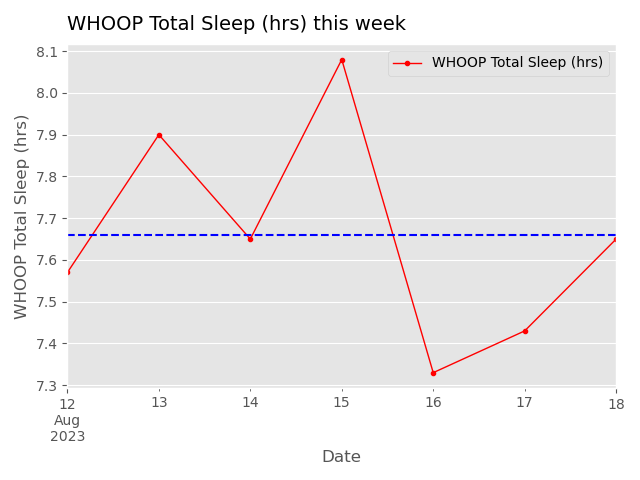 WHOOP Total Sleep (hrs) this week
WHOOP Total Sleep (hrs)
WHOOP Total Sleep (hrs)
8.1
8.0
7.9
7.8
7.7
7.6
7.5
7.4
7.3
12 13 14 15 16 17 18
Aug
2023
Date